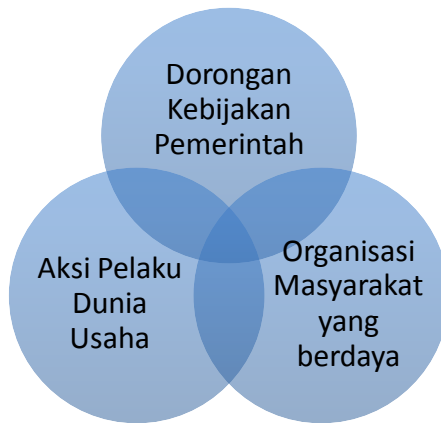 Dorongan
Kebijakan
Pemerintah
Aksi Pelaku
Dunia
Usaha
Organisasi
Masyarakat
yang
berdaya